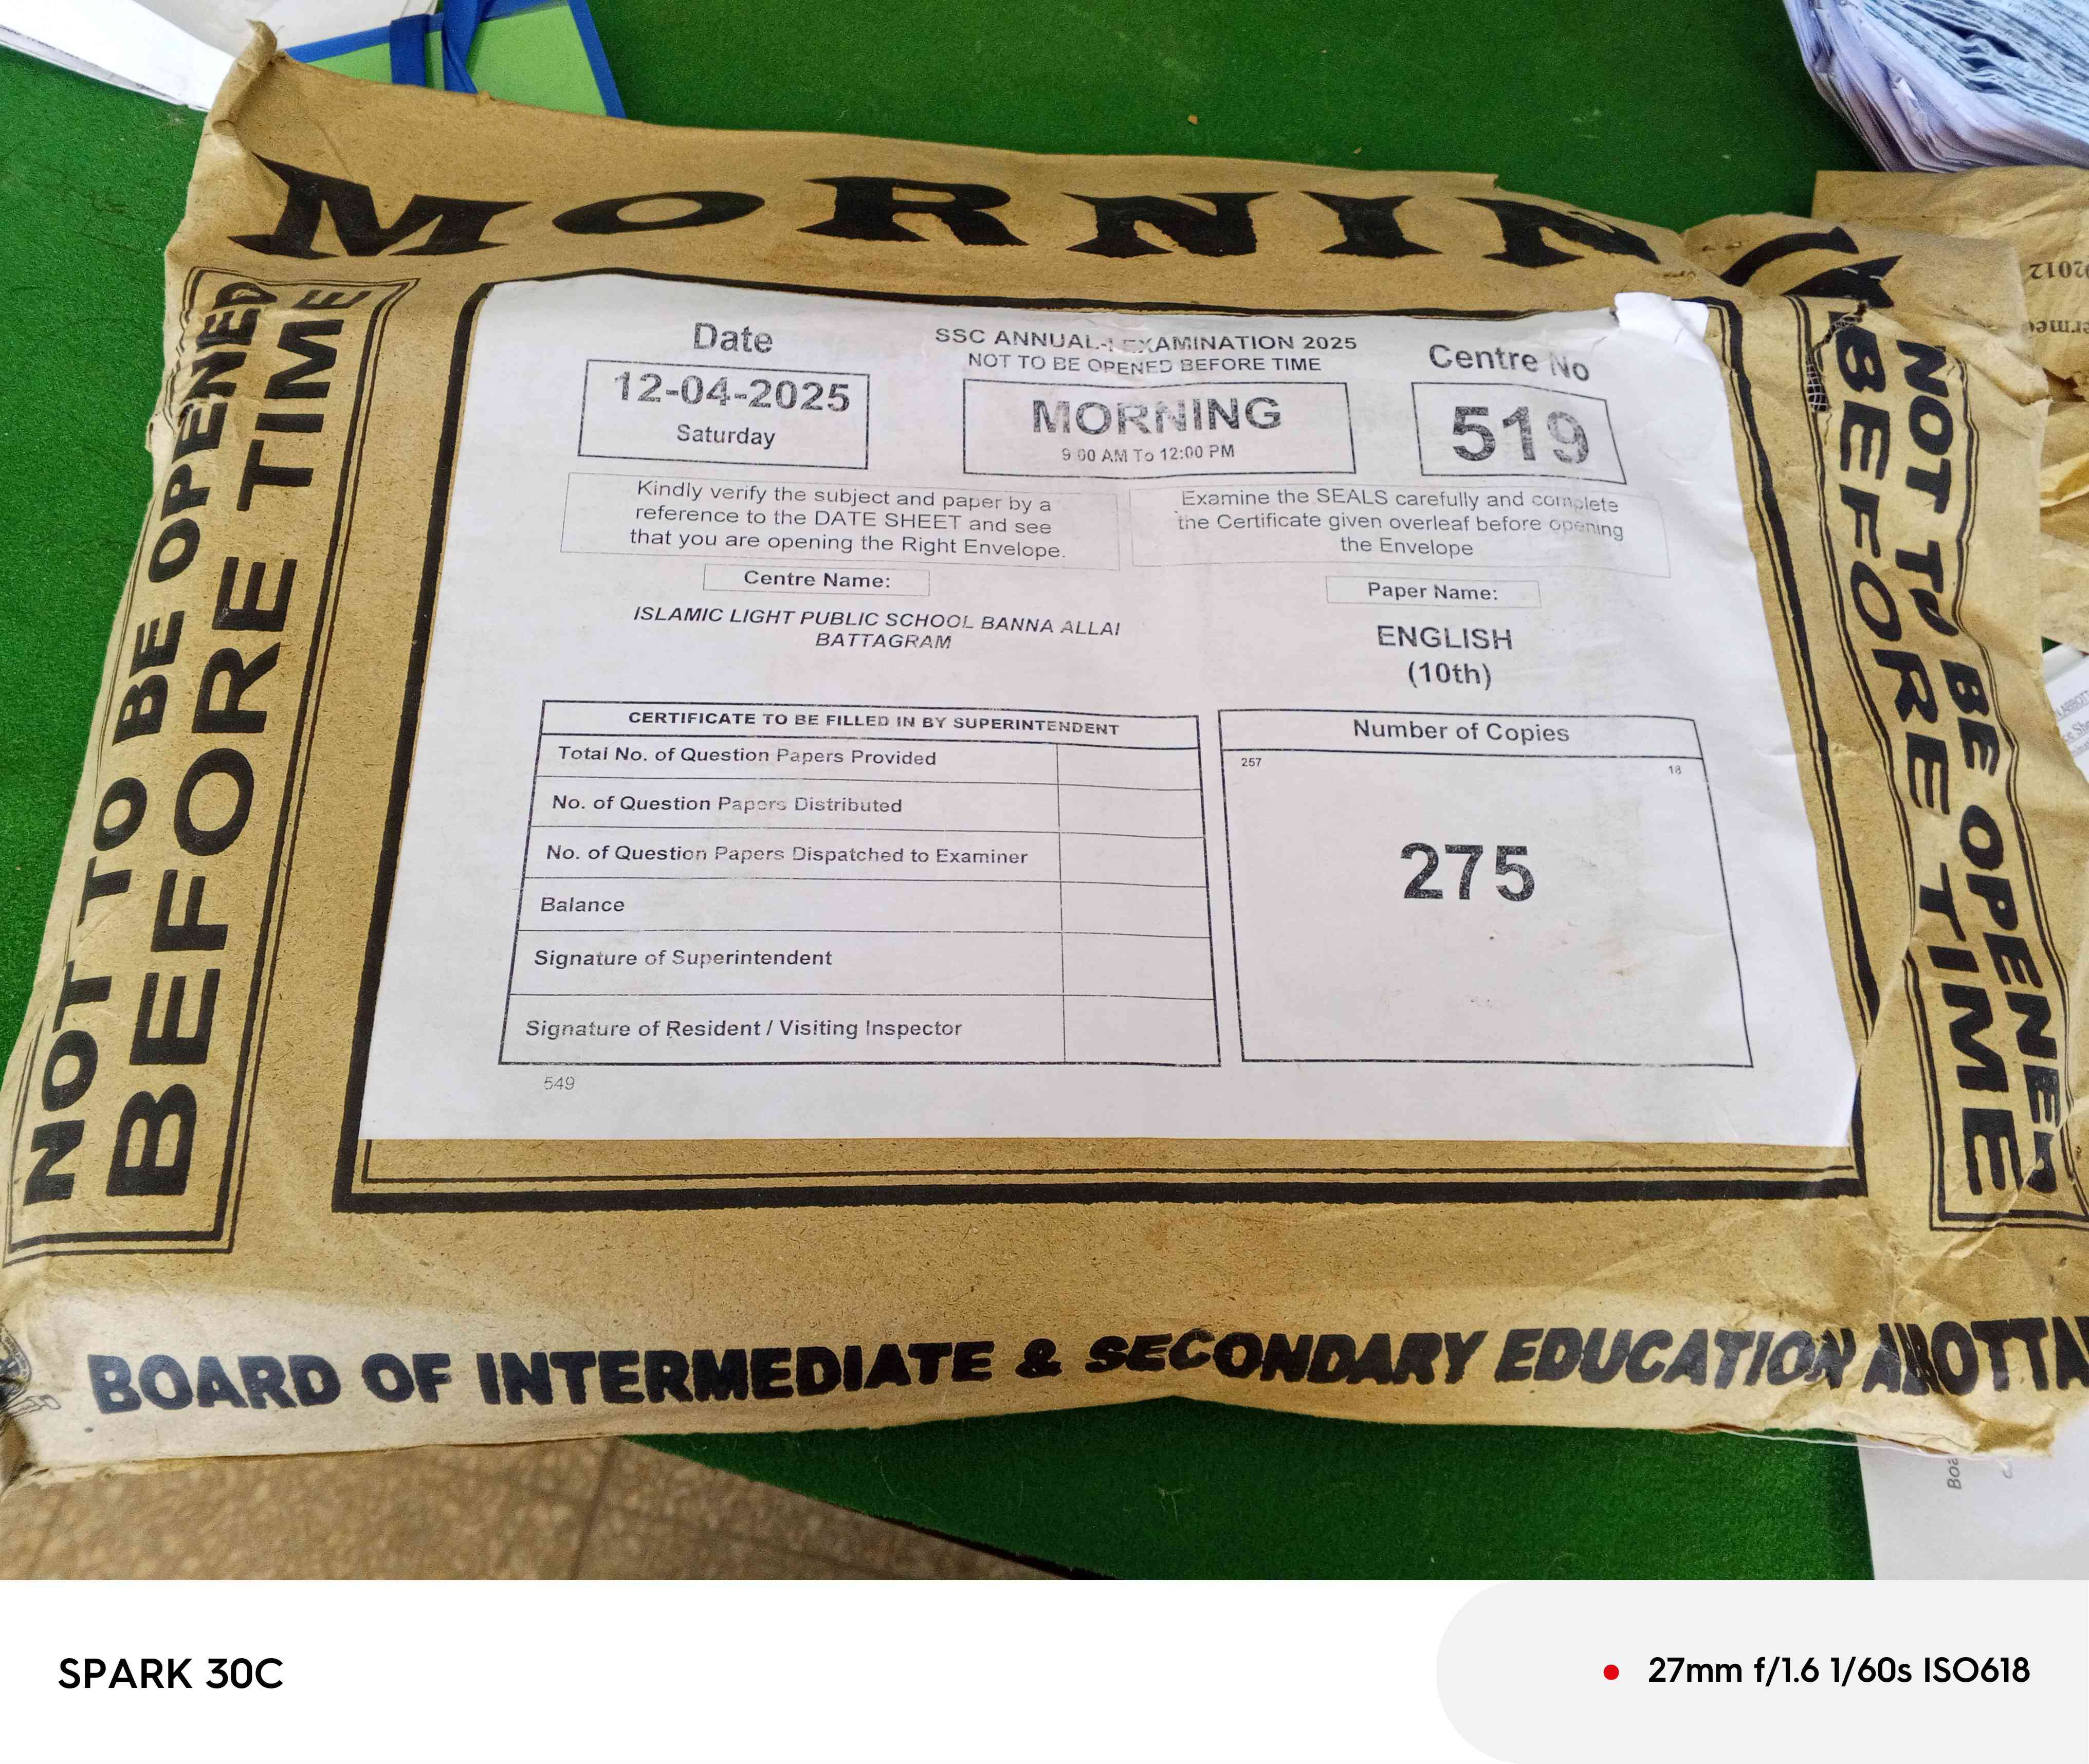 MORNING
NOT TO BE OPENED
BEFORE TIME
Date
12-04-2025
Saturday
SSC ANNUAL-I EXAMINATION 2025
NOT TO BE OPENED BEFORE TIME
MORNING
9:00 AM To 12:00 PM
Centre No
519
Kindly verify the subject and paper by a
reference to the DATE SHEET and see
that you are opening the Right Envelope.
Examine the SEALS carefully and complete
the Certificate given overleaf before opening
the Envelope
Centre Name:
ISLAMIC LIGHT PUBLIC SCHOOL BANNA ALLAI
BATTAGRAM
Paper Name:
ENGLISH
(10th)
CERTIFICATE TO BE FILLED IN BY SUPERINTENDENT
Total No. of Question Papers Provided
No. of Question Papers Distributed
No. of Question Papers Dispatched to Examiner
Balance
Signature of Superintendent
Signature of Resident / Visiting Inspector
549
Number of Copies
257
18
275
NOT TO BE OPENED
BEFORE TIME
BOARD OF INTERMEDIATE & SECONDARY EDUCATION ABOTTA
2012
SPARK 30C
27mm f/1.6 1/60s ISO618